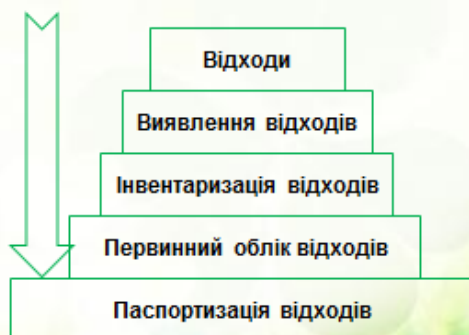 Відходи
Виявлення відходів
Інвентаризація відходів
Первинний облік відходів
Паспортизація відходів